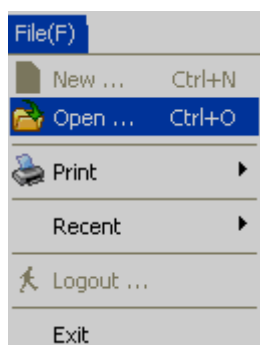 File(F)
New ... Ctrl+N
Open ... Ctrl+O
Print
Recent
Logout ...
Exit